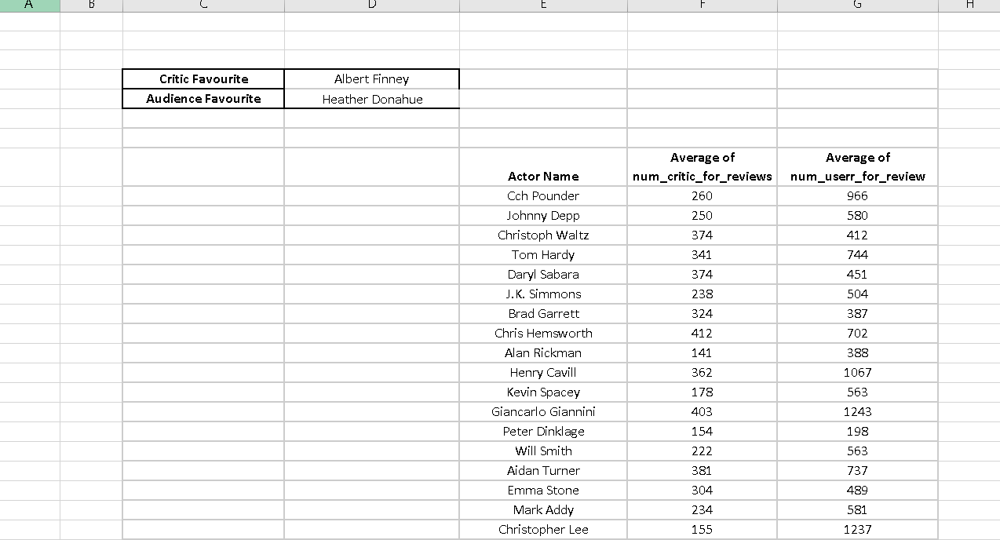 A B C D E F G H
Critic Favourite Albert Finney
Audience Favourite Heather Donahue
Average of Average of
Actor Name num_critic_for_reviews num_userr_for_review
Cch Pounder 260 966
Johnny Depp 250 580
Christoph Waltz 374 412
Tom Hardy 341 744
Daryl Sabara 374 451
J.K. Simmons 238 504
Brad Garrett 324 387
Chris Hemsworth 412 702
Alan Rickman 141 388
Henry Cavill 362 1067
Kevin Spacey 178 563
Giancarlo Giannini 403 1243
Peter Dinklage 154 198
Will Smith 222 563
Aidan Turner 381 737
Emma Stone 304 489
Mark Addy 234 581
Christopher Lee 155 1237